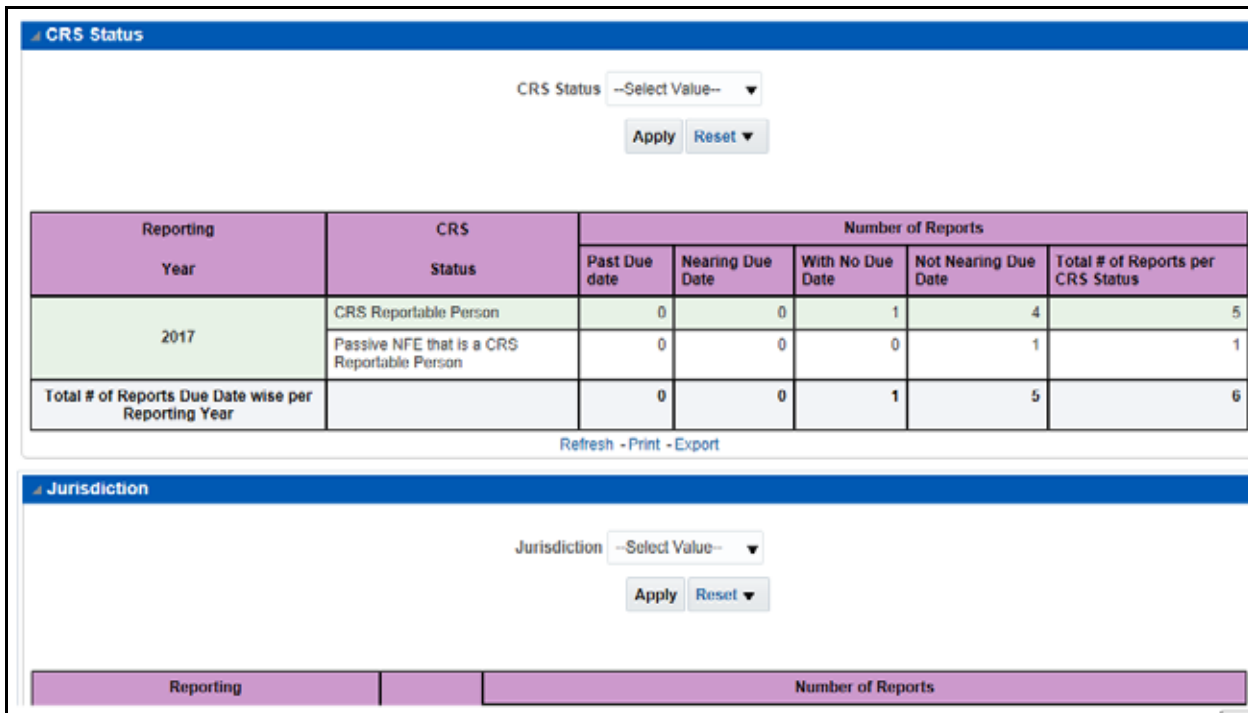 CRS Status
CRS Status --Select Value--
Apply Reset
Reporting Year CRS Status Number of Reports
Past Due date Nearing Due Date With No Due Date Not Nearing Due Date Total # of Reports per CRS Status
2017 CRS Reportable Person 0 0 1 4 5
Passive NFE that is a CRS Reportable Person 0 0 0 1 1
Total # of Reports Due Date wise per Reporting Year 0 0 1 5 6
Refresh - Print - Export
Jurisdiction
Jurisdiction --Select Value--
Apply Reset
Reporting Number of Reports